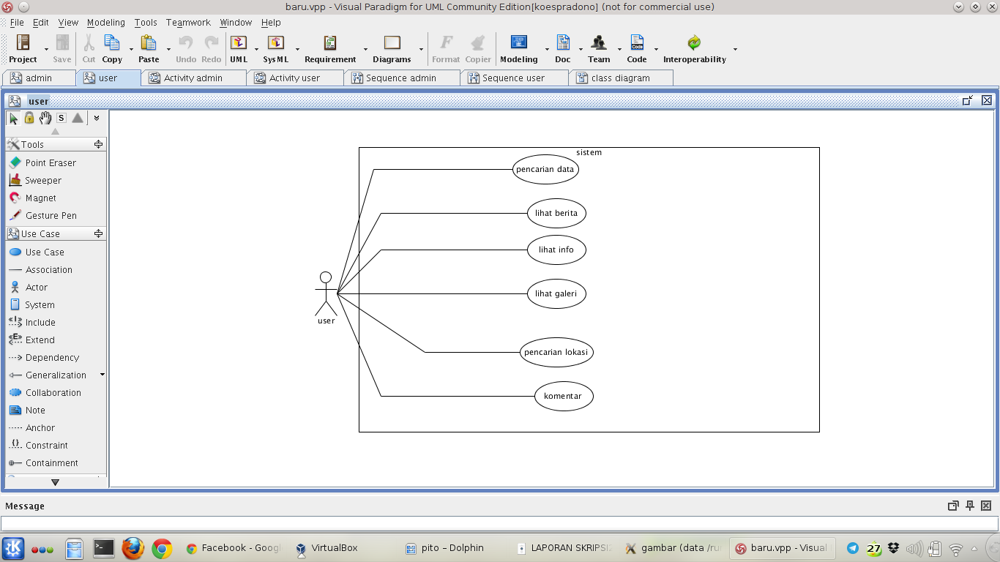 baru.vpp - Visual Paradigm for UML Community Edition[koespradono] (not for commercial use)
File Edit View Modeling Tools Teamwork Window Help
Project Save Cut Copy Paste Undo Redo UML SysML Requirement Diagrams Format Copier Modeling Doc Team Code Interoperability
admin user Activity admin Activity user Sequence admin Sequence user class diagram
user
S
Tools
Point Eraser
Sweeper
Magnet
Gesture Pen
Use Case
Use Case
Association
Actor
System
Include
Extend
Dependency
Generalization
Collaboration
Note
Anchor
Constraint
Containment
sistem
pencarian data
lihat berita
lihat info
lihat galeri
user
pencarian lokasi
komentar
Message
Facebook - Googl VirtualBox pito – Dolphin LAPORAN SKRIPSI gambar (data /ru baru.vpp - Visual 27